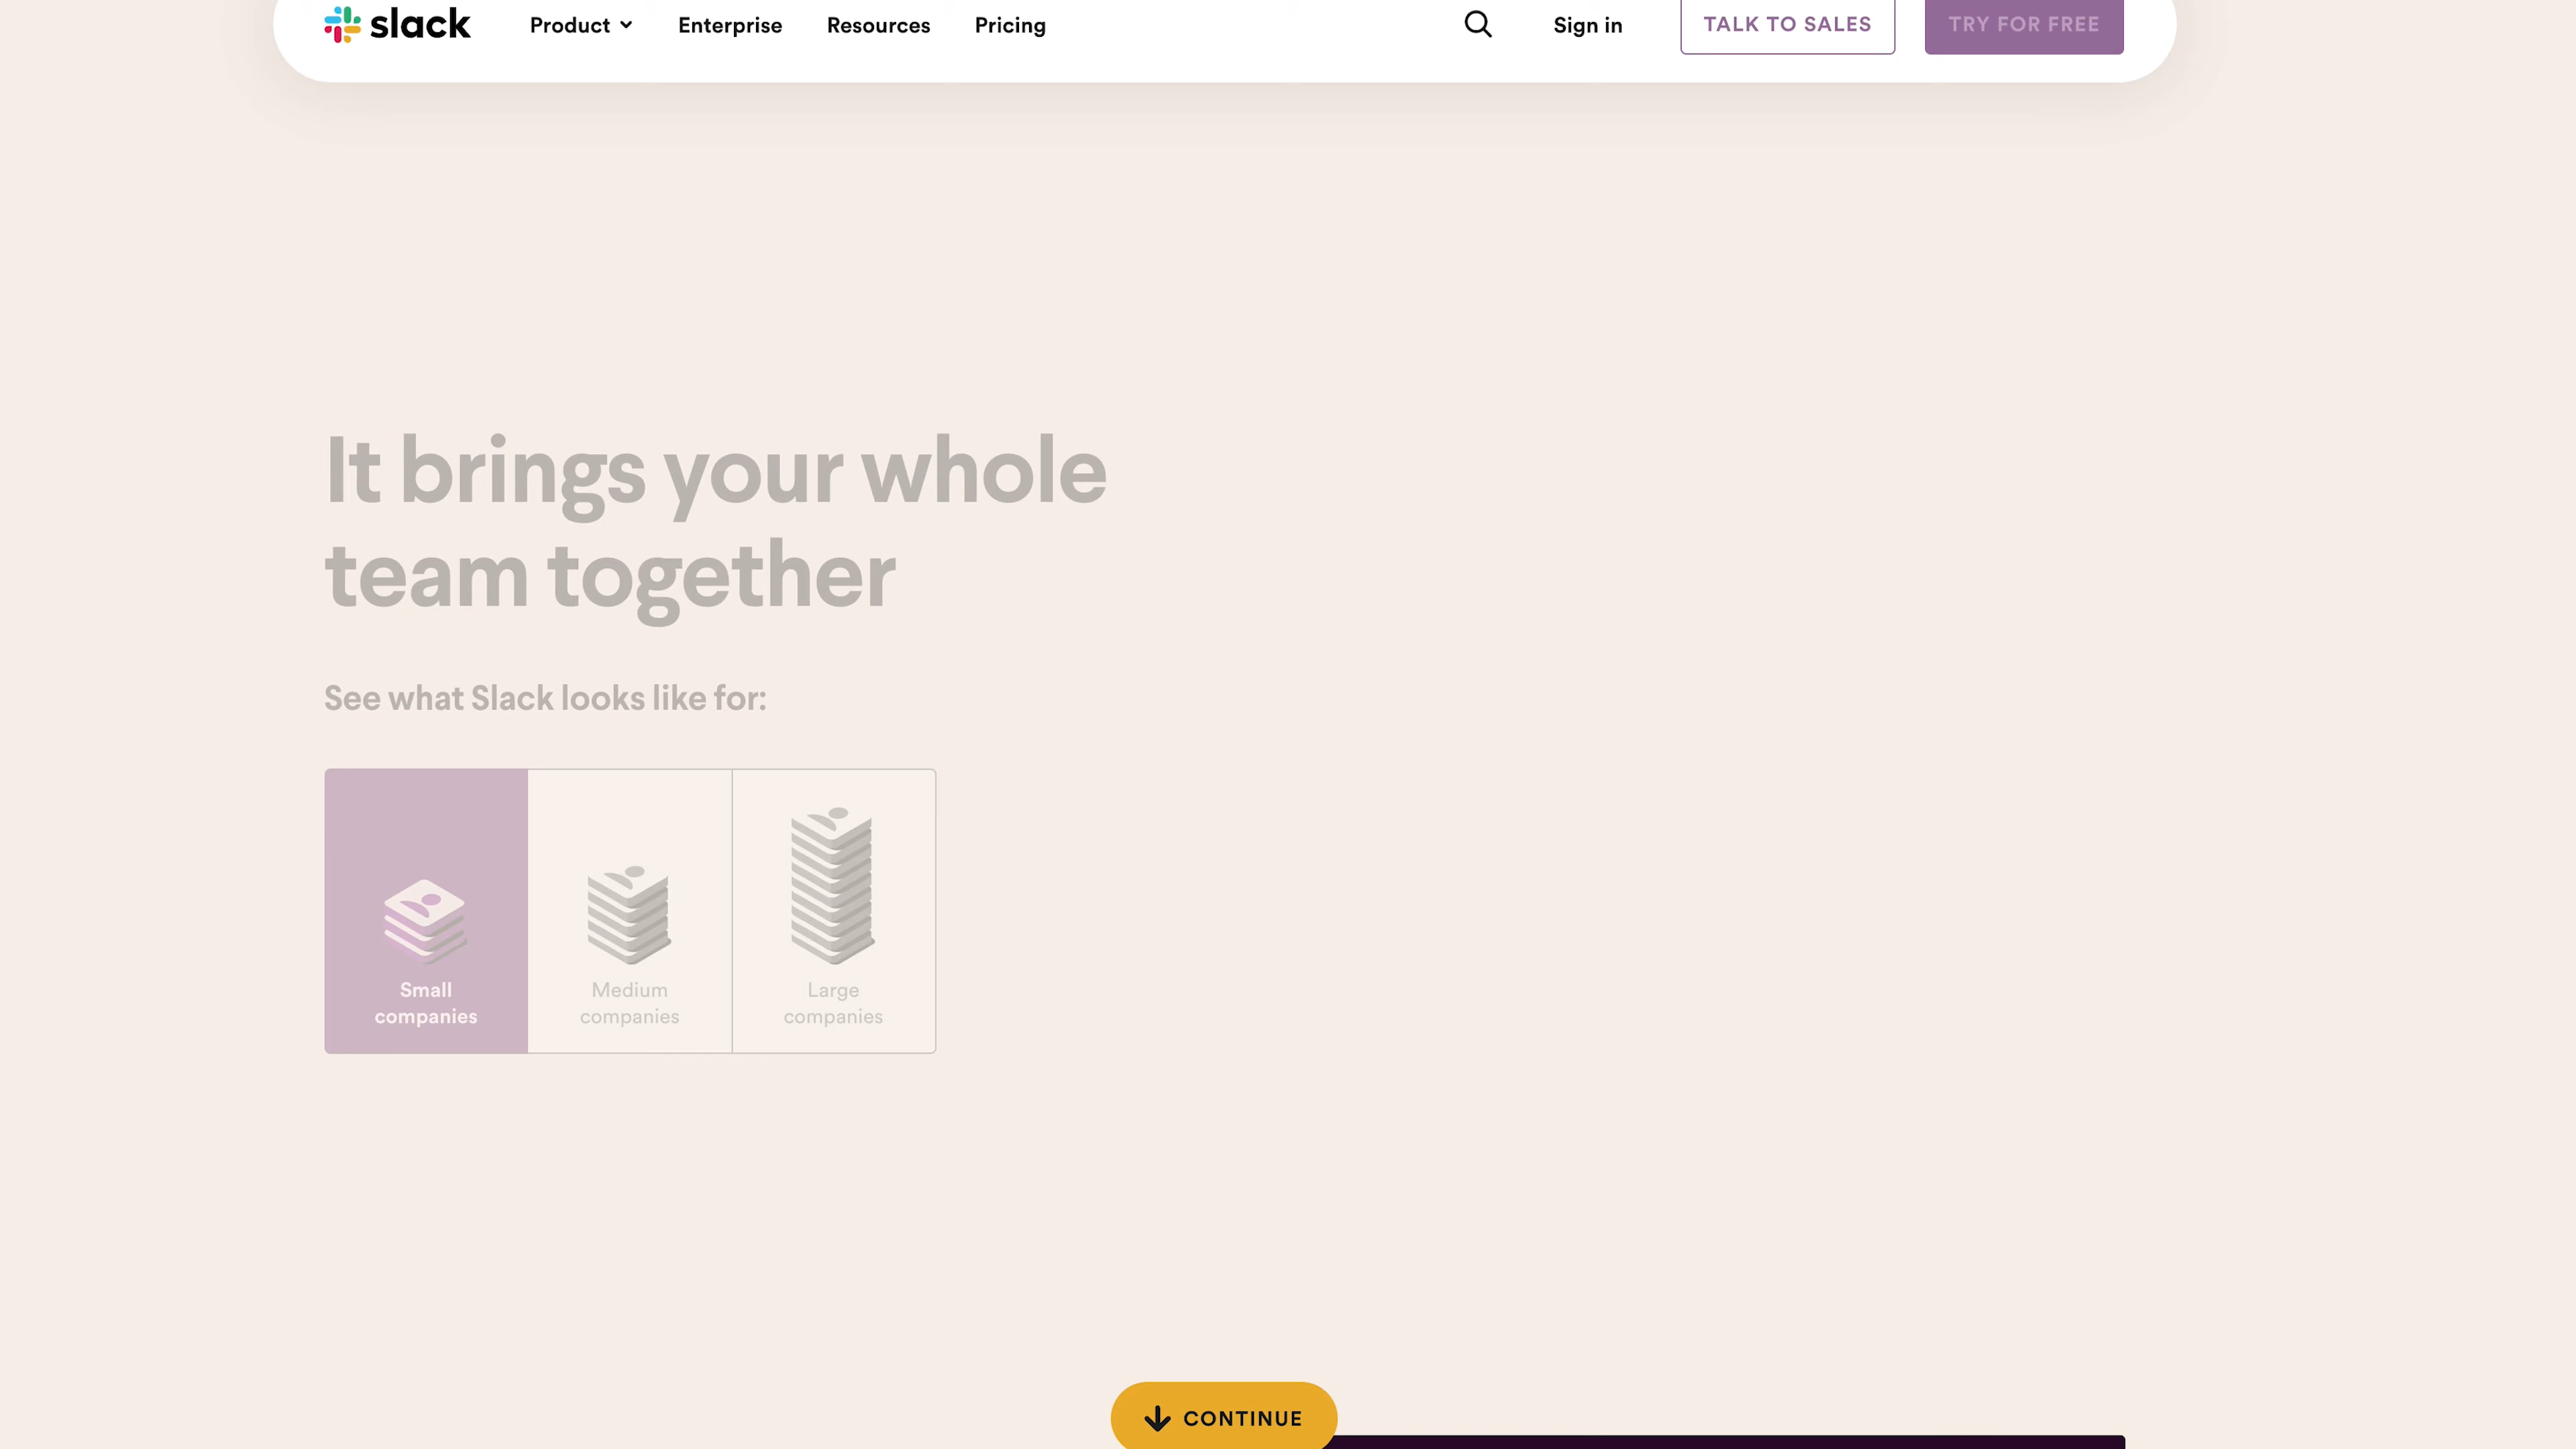 slack
Product
Enterprise
Resources
Pricing
Sign in
TALK TO SALES
TRY FOR FREE
It brings your whole
team together
See what Slack looks like for:
Small
companies
Medium
companies
Large
companies
CONTINUE